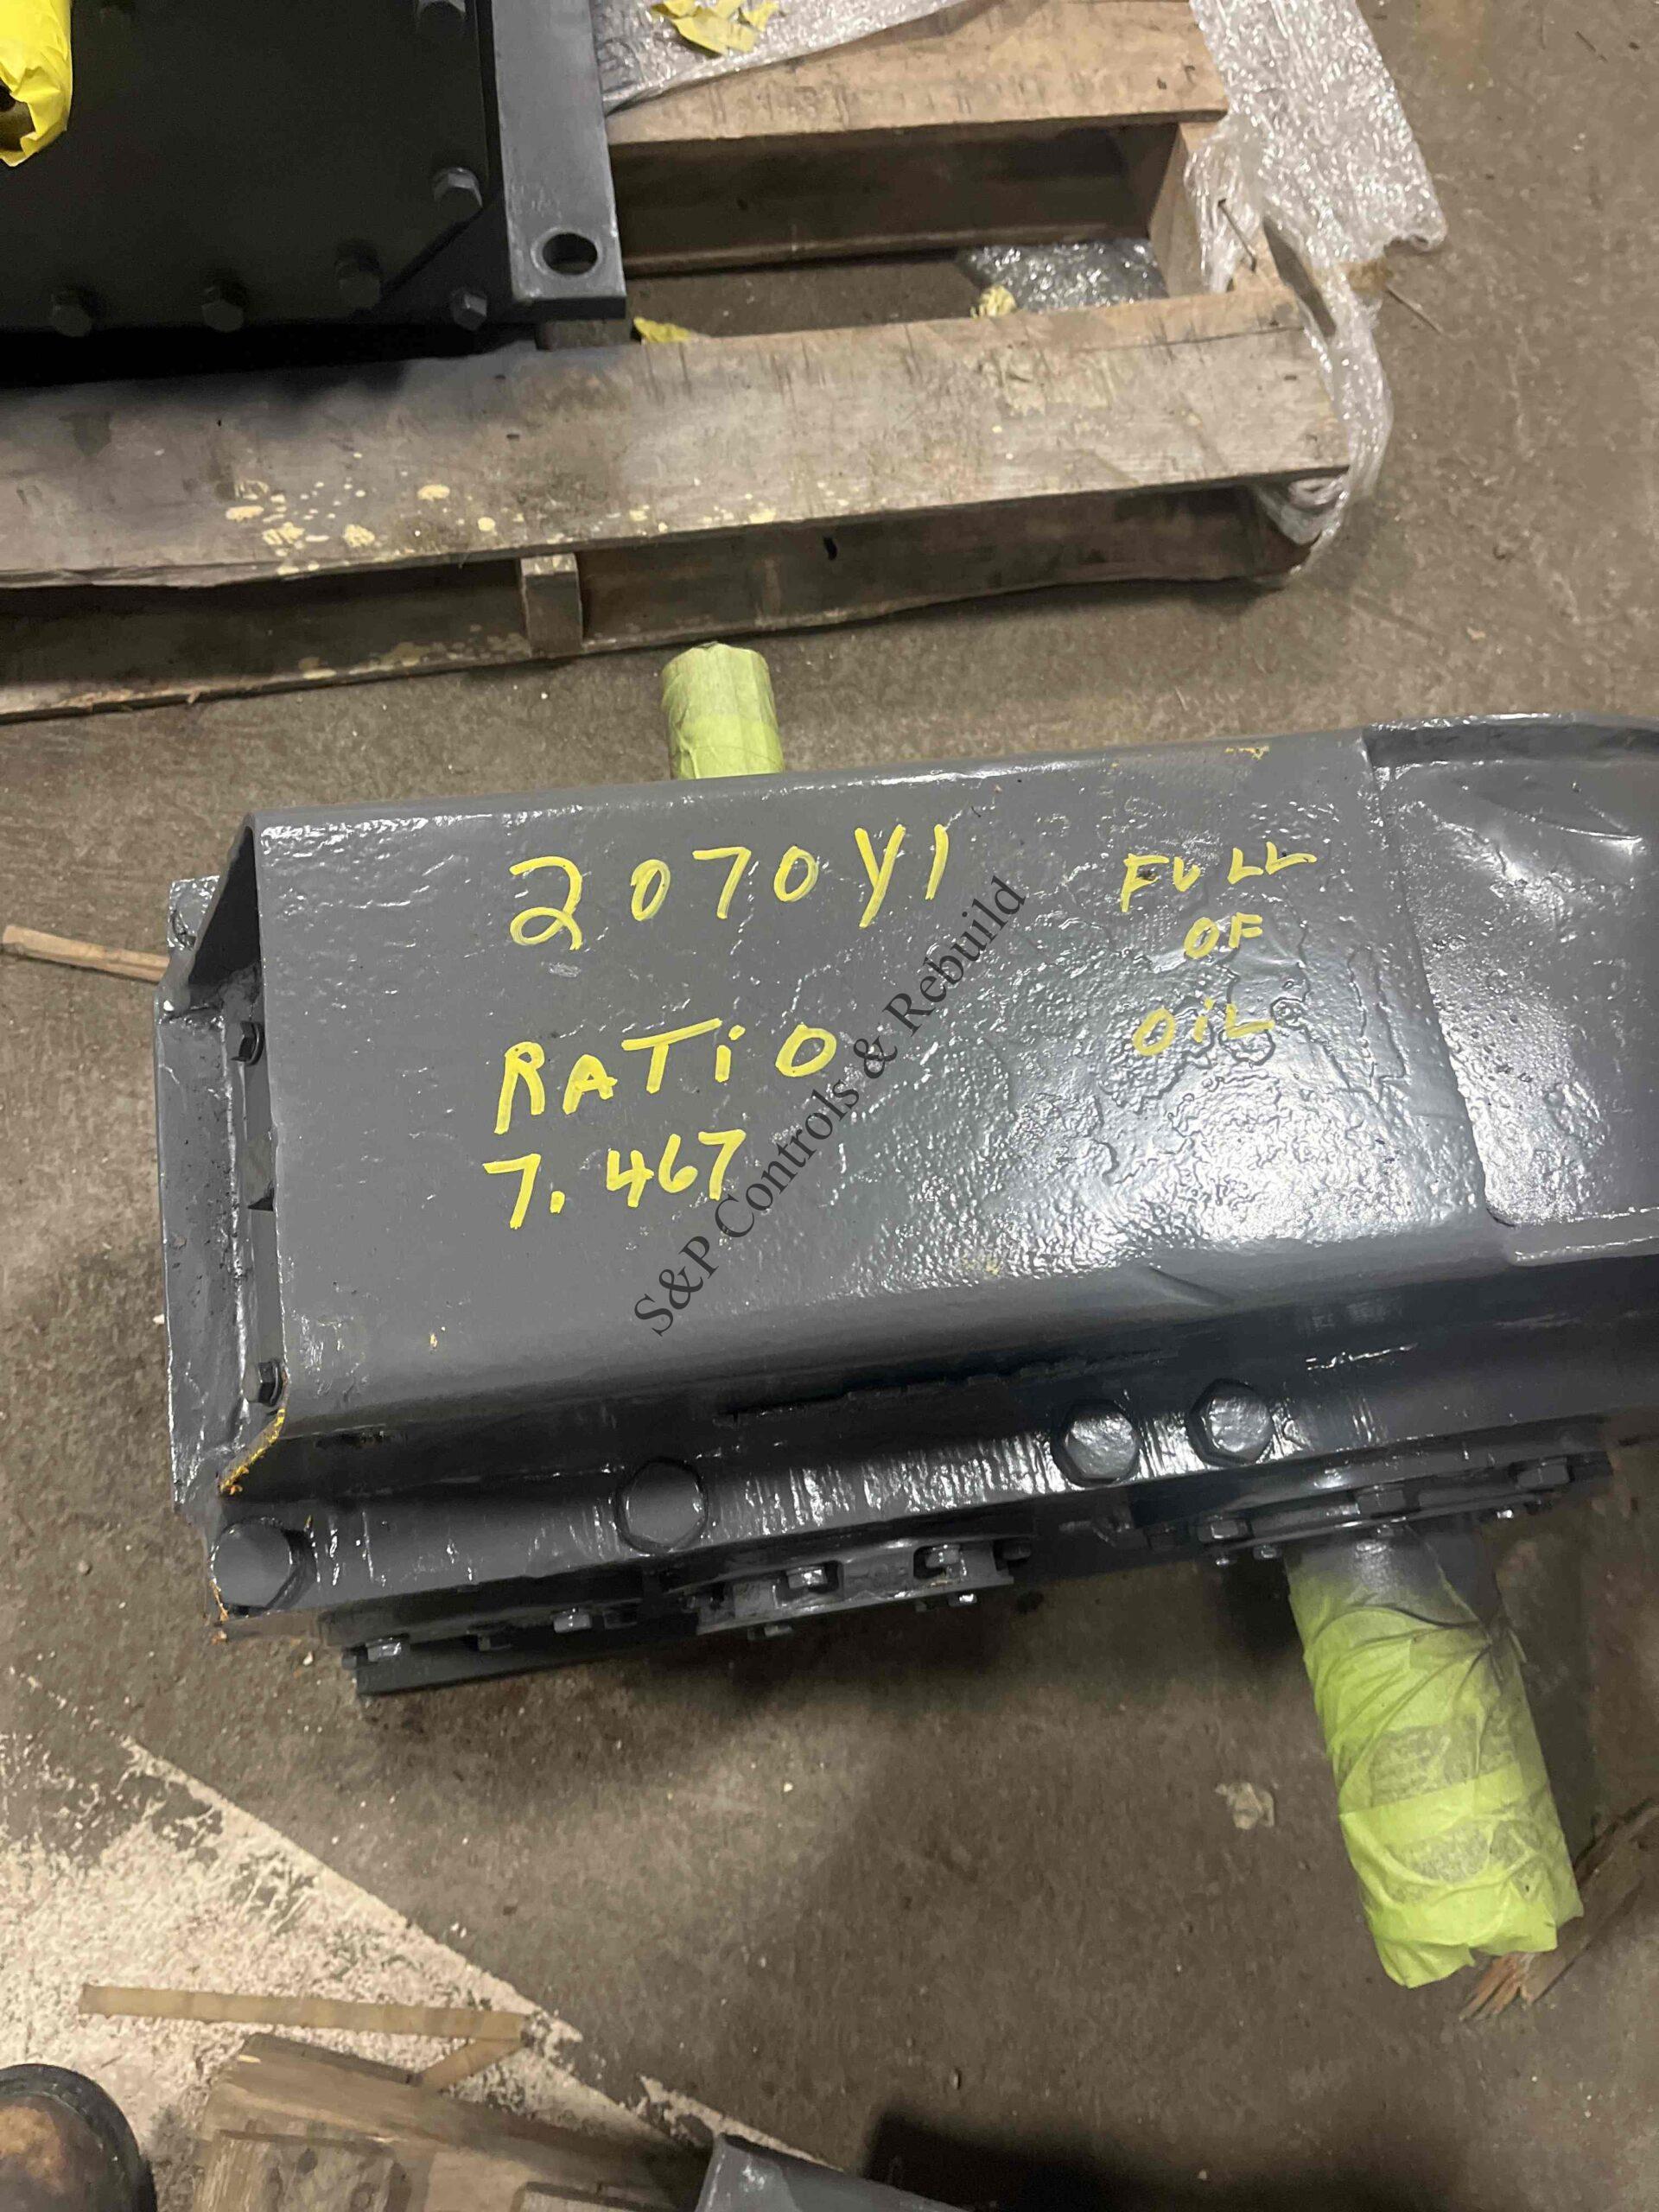 2070Y1
FULL
OF
OiL
RATiO
7.467
S&P Controls & Rebuild